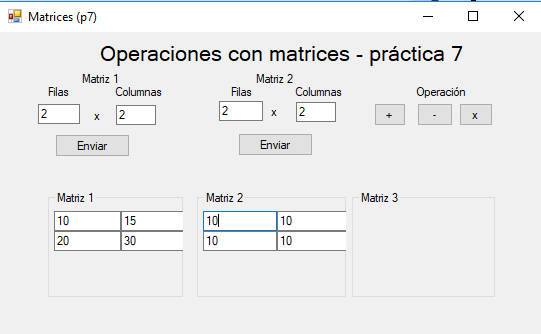 Matrices (p7)
Operaciones con matrices - práctica 7
Matriz 1
Matriz 2
Filas Columnas Filas Columnas Operación
2 x 2 2 x 2 + - x
Enviar Enviar
Matriz 1 Matriz 2 Matriz 3
10 15 10 10
20 30 10 10